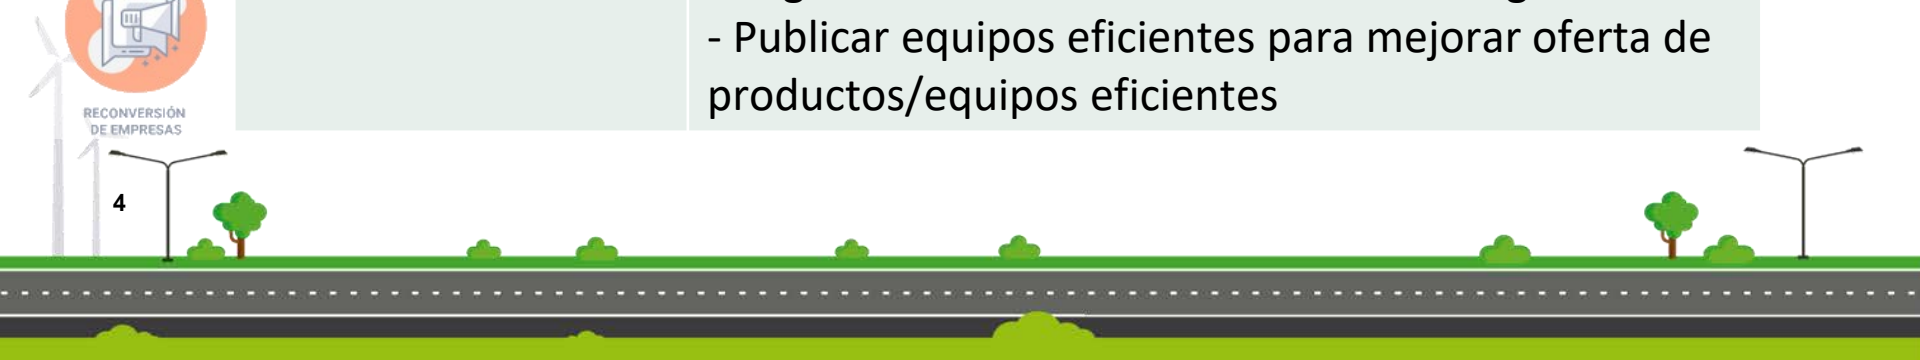 - Publicar equipos eficientes para mejorar oferta de
productos/equipos eficientes
RECONVERSIÓN
DE EMPRESAS
4